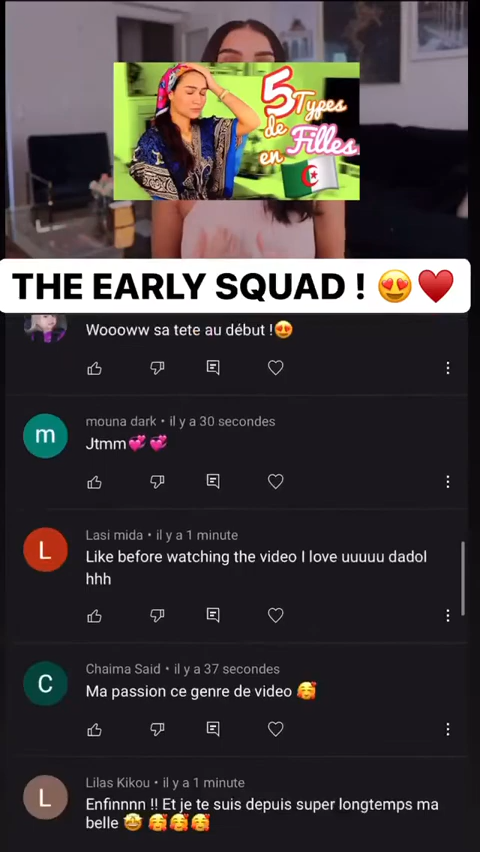 5 Types
de
en Filles
THE EARLY SQUAD ! 😍♥️
Woooww sa tete au début !😍
mouna dark • il y a 30 secondes
Jtmm💞💞
m
Lasi mida • il y a 1 minute
L
Like before watching the video I love uuuuu dadol
hhh
Chaima Said • il y a 37 secondes
C
Ma passion ce genre de video 🥰
Lilas Kikou • il y a 1 minute
L
Enfinnnn !! Et je te suis depuis super longtemps ma
belle 🤩 🥰🥰🥰